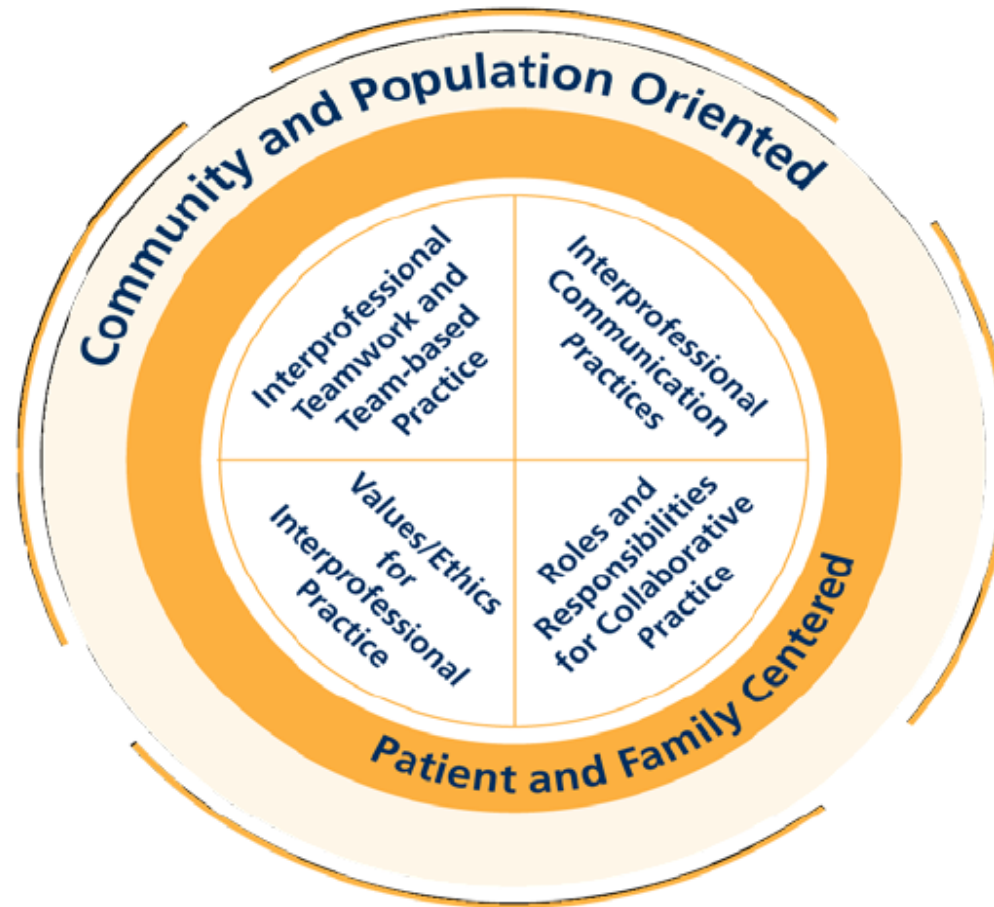 Community and Population Oriented
Interprofessional
Teamwork and
Team-based
Practice
Interprofessional
Communication
Practices
Values/Ethics
for
Interprofessional
Practice
Roles and
Responsibilities
for Collaborative
Practice
Patient and Family Centered